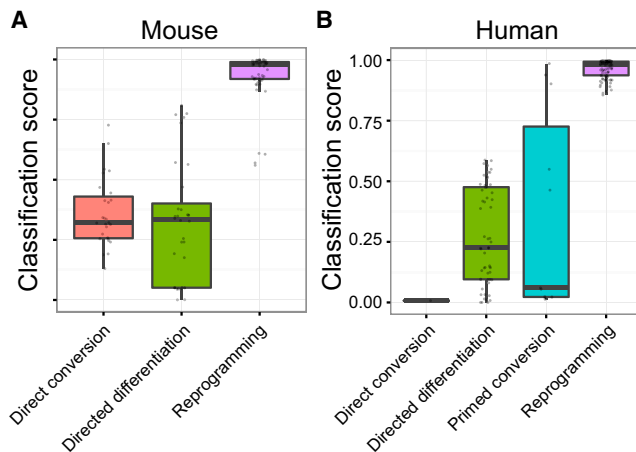 A
Mouse
Classification score
Direct conversion
Directed differentiation
Reprogramming
B
Human
Classification score
1.00
0.75
0.50
0.25
0.00
Direct conversion
Directed differentiation
Primed conversion
Reprogramming